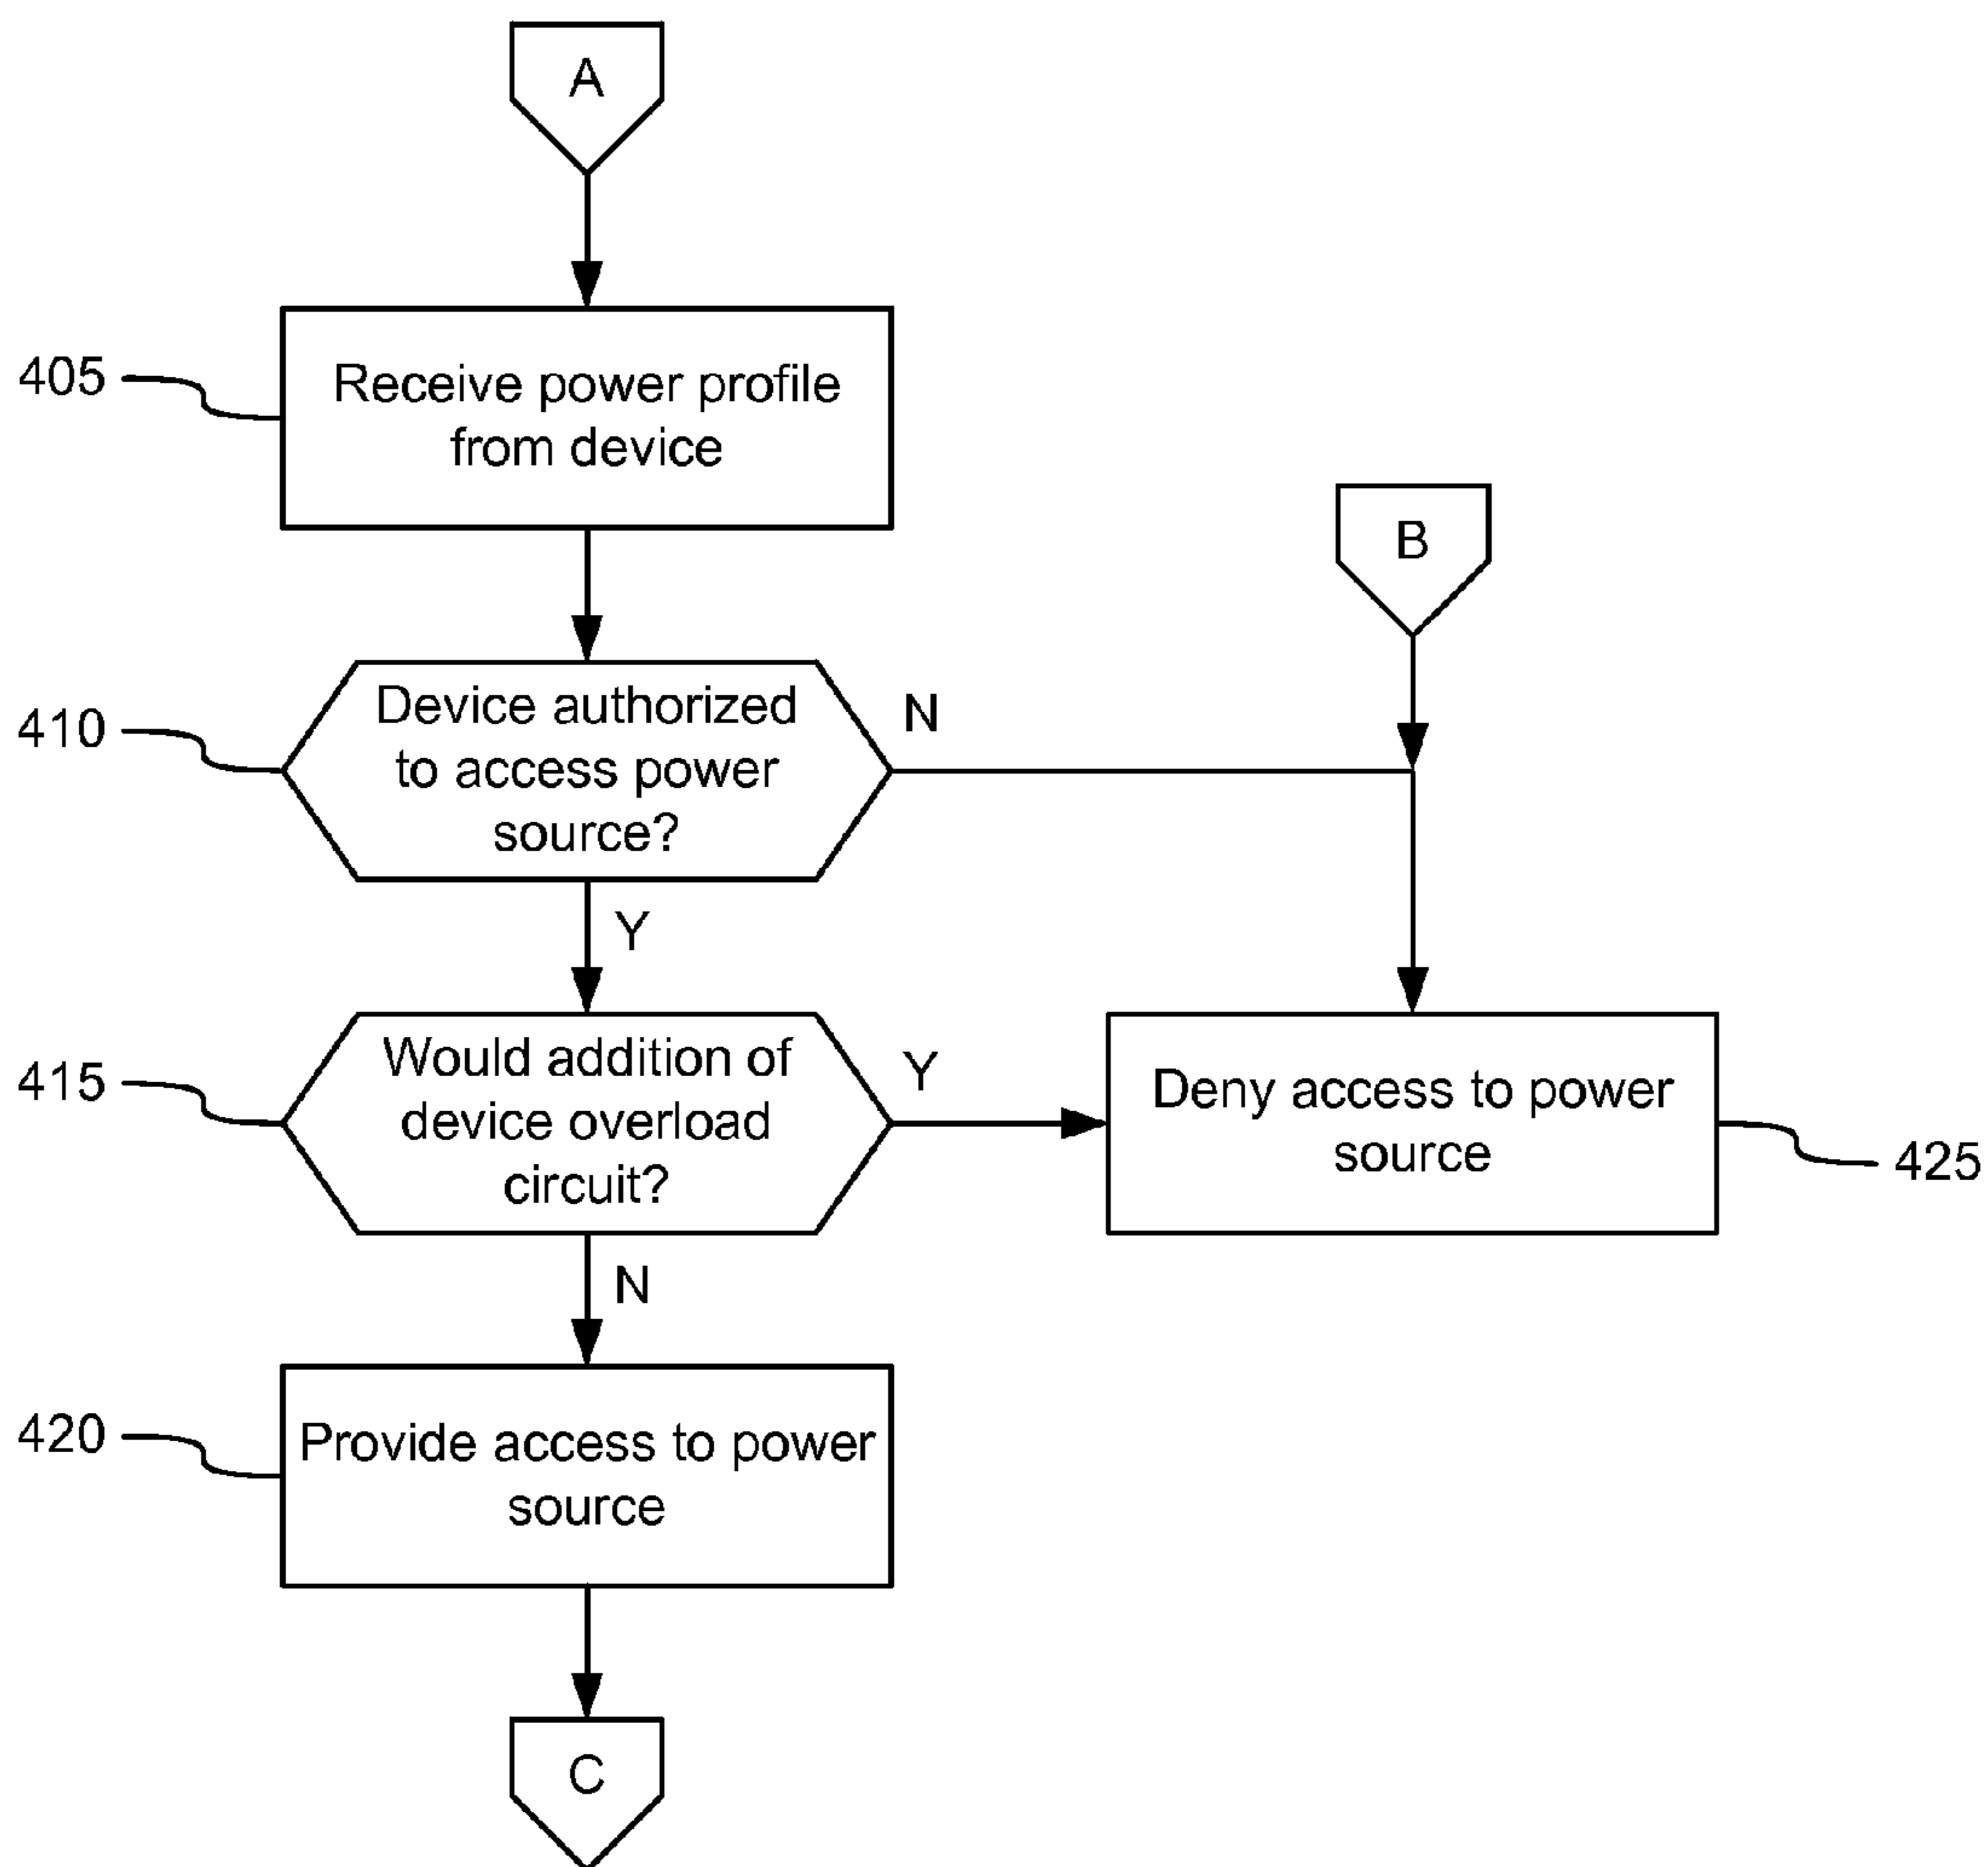 A
405
Receive power profile
from device
B
410
Device authorized
to access power
source?
N
Y
415
Would addition of
device overload
circuit?
Y
Deny access to power
source
425
N
420
Provide access to power
source
C